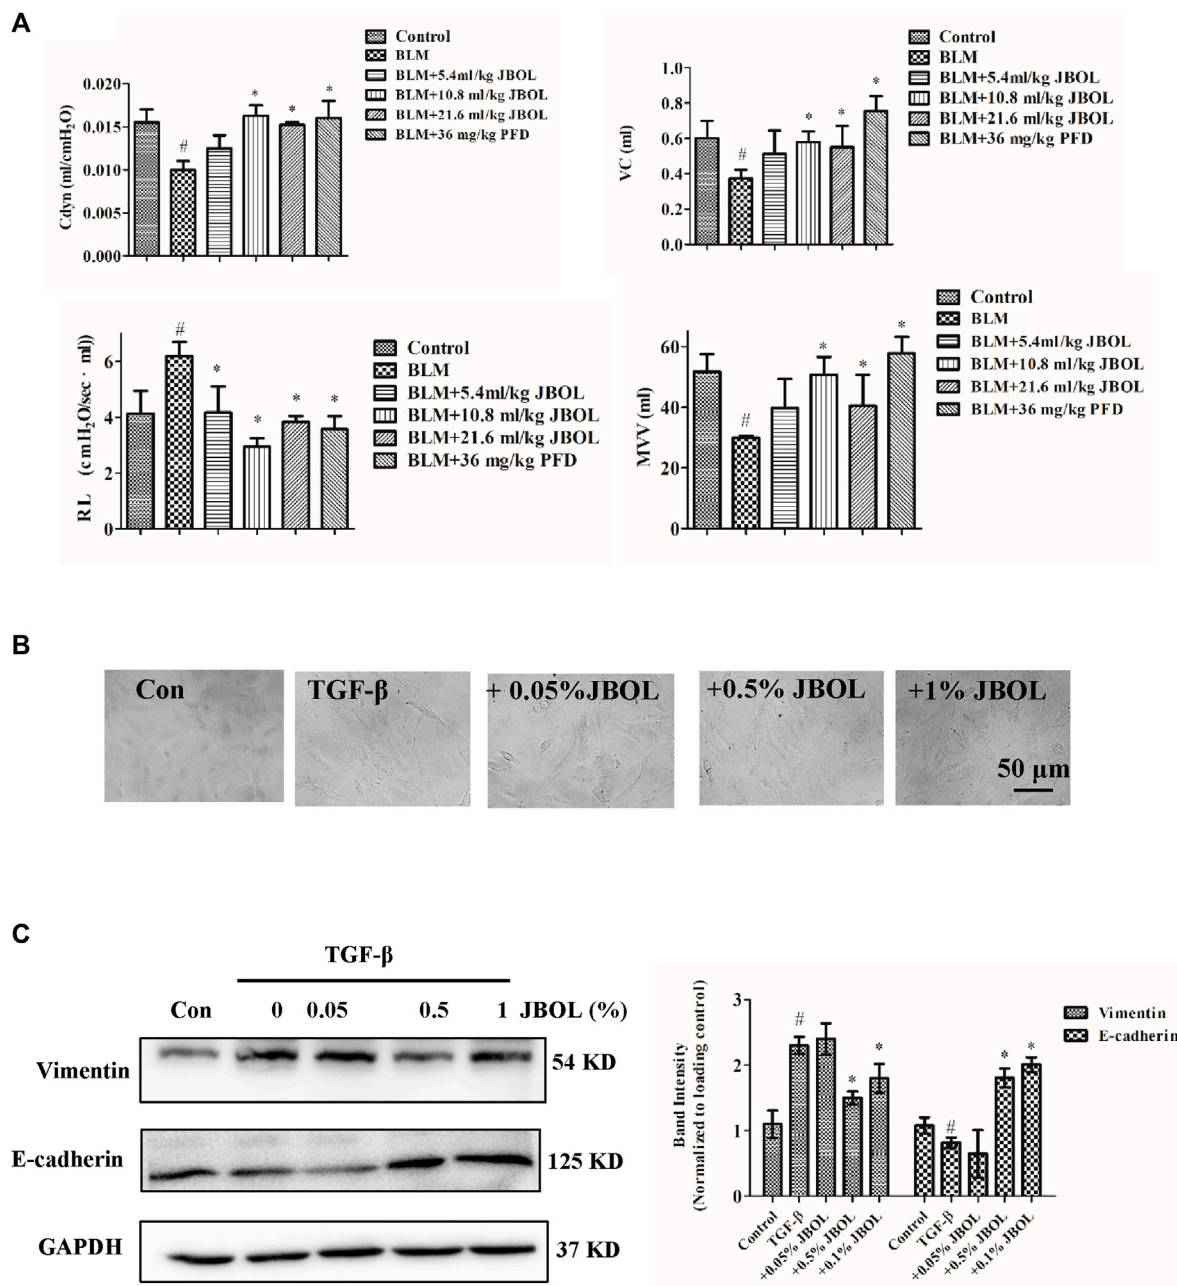 A
Control
BLM
BLM+5.4ml/kg JBOL
BLM+10.8 ml/kg JBOL
BLM+21.6 ml/kg JBOL
BLM+36 mg/kg PFD
Cdyn (ml/cmH₂O)
0.020
0.015
0.010
0.005
0.000
#
*
*
*
Control
BLM
BLM+5.4ml/kg JBOL
BLM+10.8 ml/kg JBOL
BLM+21.6 ml/kg JBOL
BLM+36 mg/kg PFD
VC (ml)
1.0
0.8
0.6
0.4
0.2
0.0
#
*
*
*
Control
BLM
BLM+5.4ml/kg JBOL
BLM+10.8 ml/kg JBOL
BLM+21.6 ml/kg JBOL
BLM+36 mg/kg PFD
RL (cmH₂O/sec · ml))
6
4
2
0
#
*
*
*
*
Control
BLM
BLM+5.4ml/kg JBOL
BLM+10.8 ml/kg JBOL
BLM+21.6 ml/kg JBOL
BLM+36 mg/kg PFD
MVV (ml)
60
40
20
0
#
*
*
*
B
Con
TGF-β
+ 0.05%JBOL
+0.5% JBOL
+1% JBOL
50 μm
C
TGF-β
Con 0 0.05 0.5 1 JBOL (%)
Vimentin 54 KD
E-cadherin 125 KD
GAPDH 37 KD
Band Intensity
(Normalized to loading control)
3
2
1
0
#
*
*
#
*
*
Vimentin
E-cadherin
Control
TGF-β
+0.05% JBOL
+0.5% JBOL
+0.1% JBOL
Control
TGF-β
+0.05% JBOL
+0.5% JBOL
+0.1% JBOL